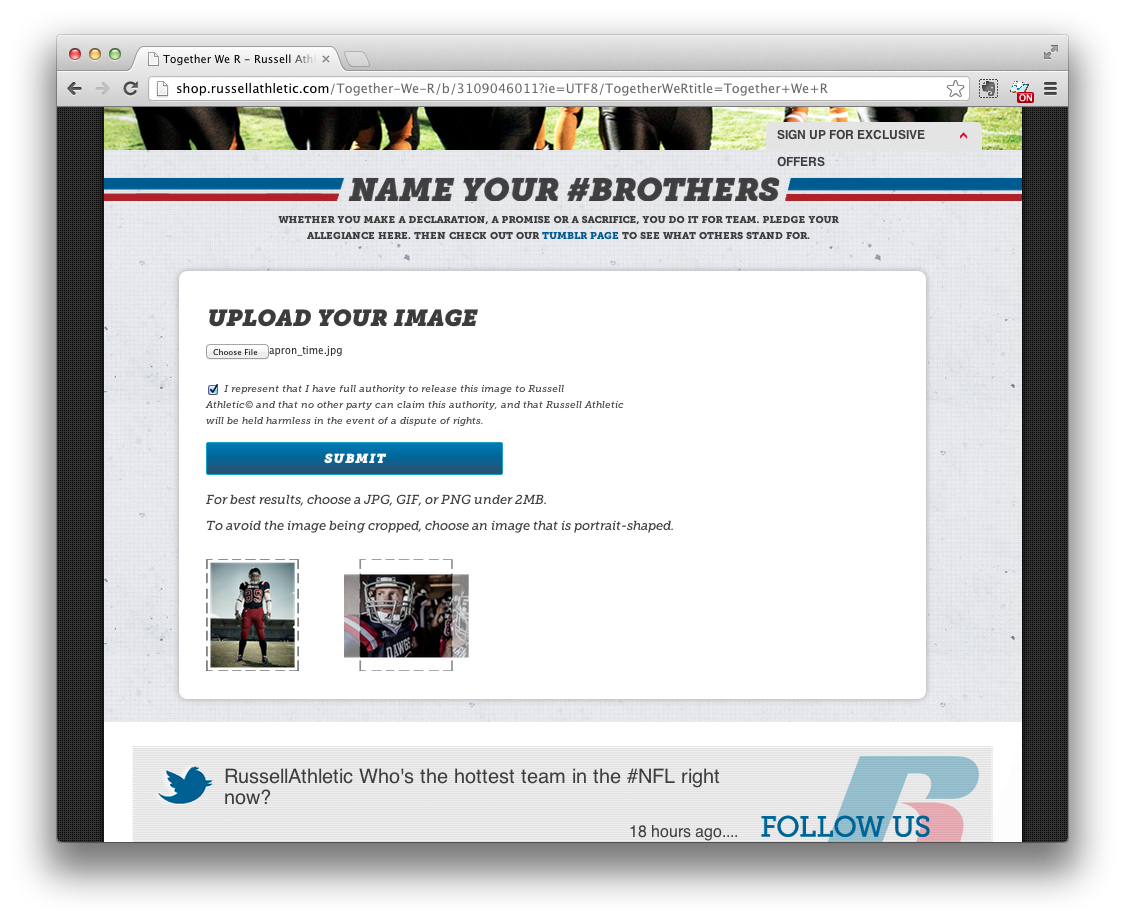 Together We R – Russell Ath
shop.russellathletic.com/Together-We-R/b/3109046011?ie=UTF8/TogetherWeRtitle=Together+We+R
ON
SIGN UP FOR EXCLUSIVE
OFFERS
NAME YOUR #BROTHERS
WHETHER YOU MAKE A DECLARATION, A PROMISE OR A SACRIFICE, YOU DO IT FOR TEAM. PLEDGE YOUR
ALLEGIANCE HERE. THEN CHECK OUT OUR TUMBLR PAGE TO SEE WHAT OTHERS STAND FOR.
UPLOAD YOUR IMAGE
Choose File apron_time.jpg
I represent that I have full authority to release this image to Russell
Athletic© and that no other party can claim this authority, and that Russell Athletic
will be held harmless in the event of a dispute of rights.
SUBMIT
For best results, choose a JPG, GIF, or PNG under 2MB.
To avoid the image being cropped, choose an image that is portrait-shaped.
89
DAWGS
RussellAthletic Who's the hottest team in the #NFL right
now?
18 hours ago....
FOLLOW US